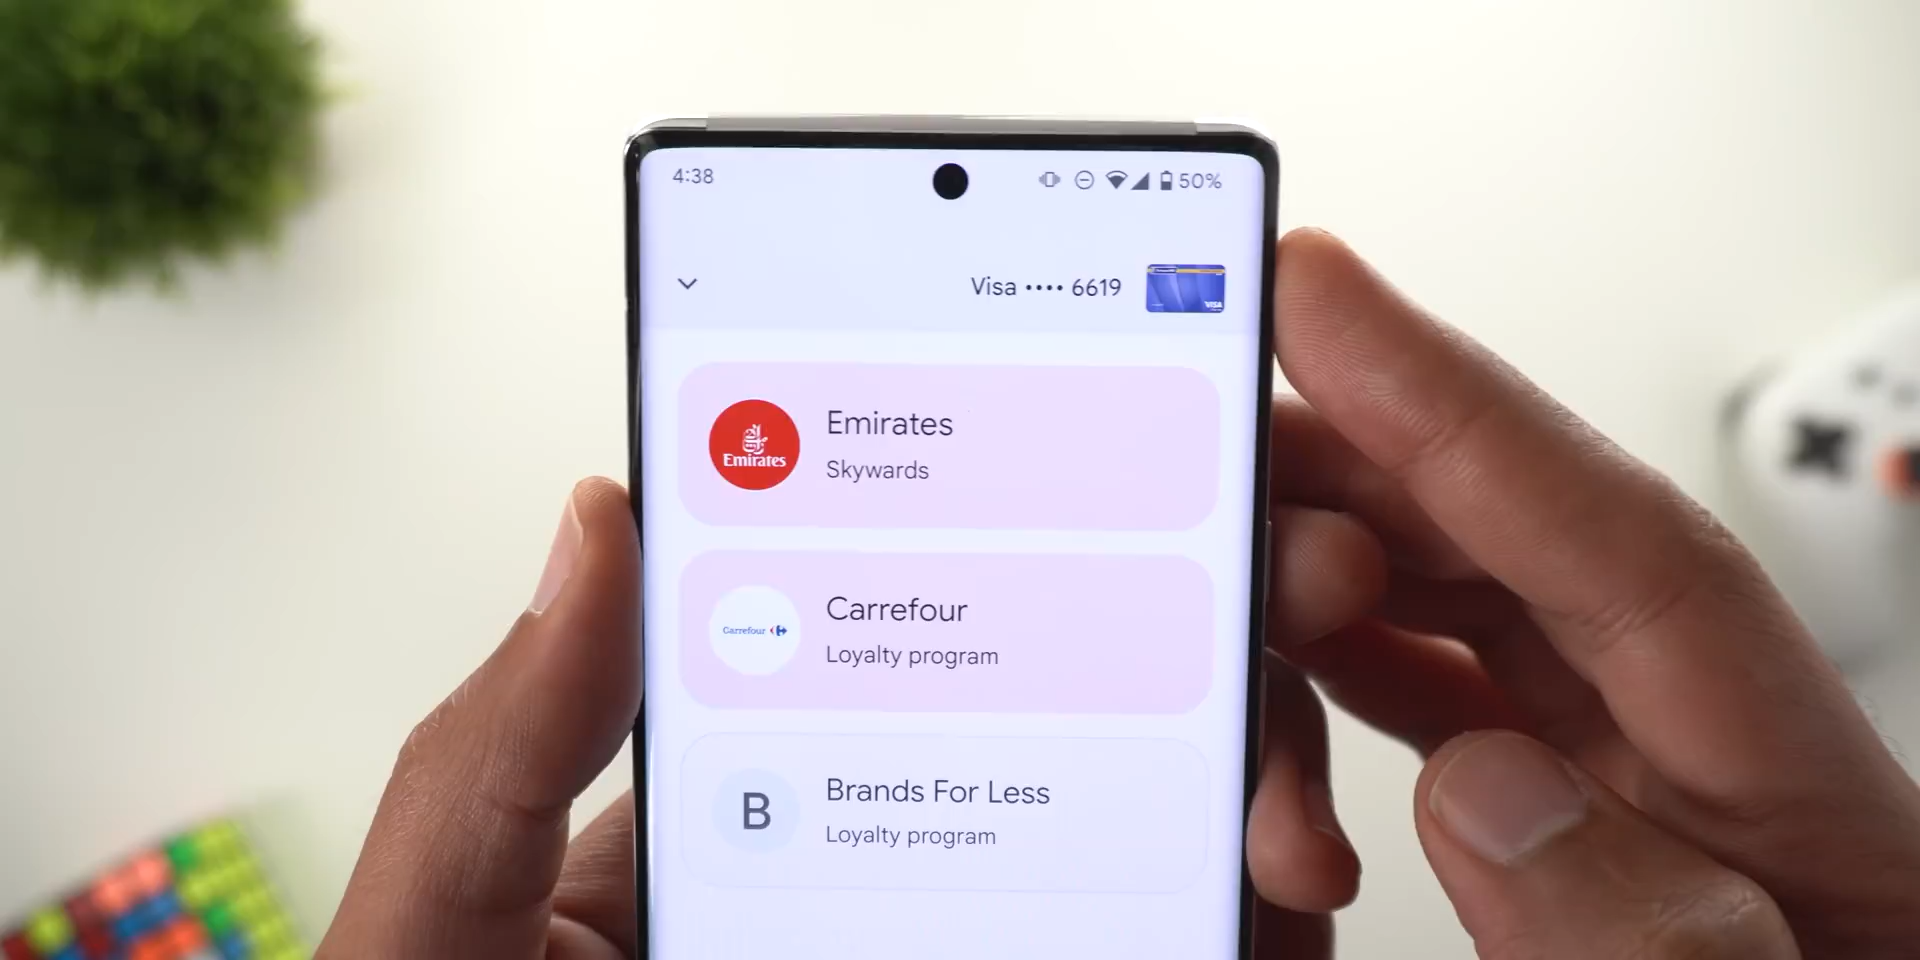 4:38
50%
Visa •••• 6619
VISA
Emirates
Emirates
Skywards
Carrefour
Carrefour
Loyalty program
B
Brands For Less
Loyalty program